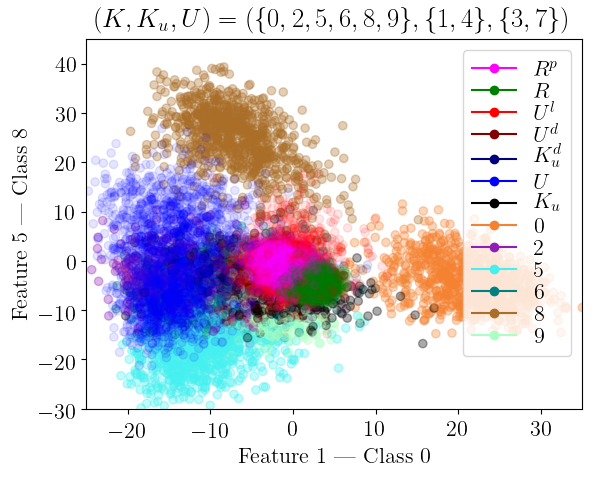 (K, K_u, U) = ({0, 2, 5, 6, 8, 9}, {1, 4}, {3, 7})
40
30
20
10
0
−10
−20
−30
Feature 5 — Class 8
−20 −10 0 10 20 30
Feature 1 — Class 0
R^p
R
U^l
U^d
K_u^d
U
K_u
0
2
5
6
8
9